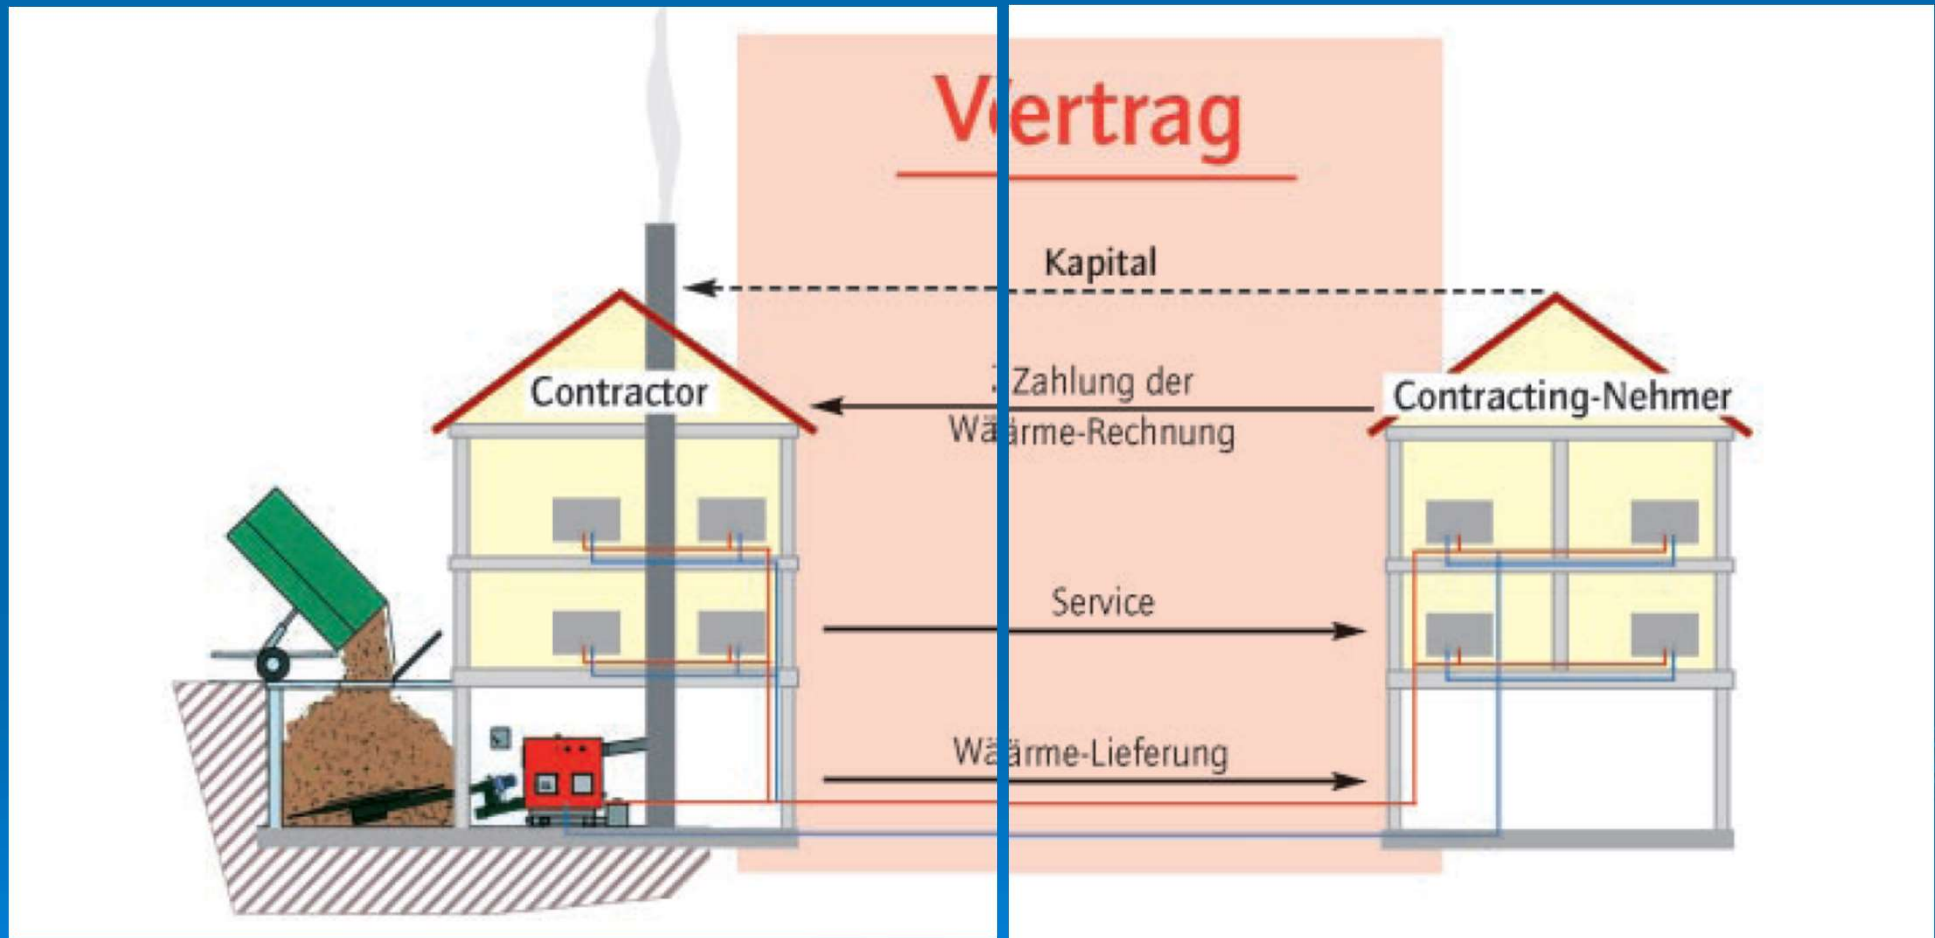 Vertrag
Kapital
Zahlung der
Wärme-Rechnung
Contractor
Contracting-Nehmer
Service
Wärme-Lieferung